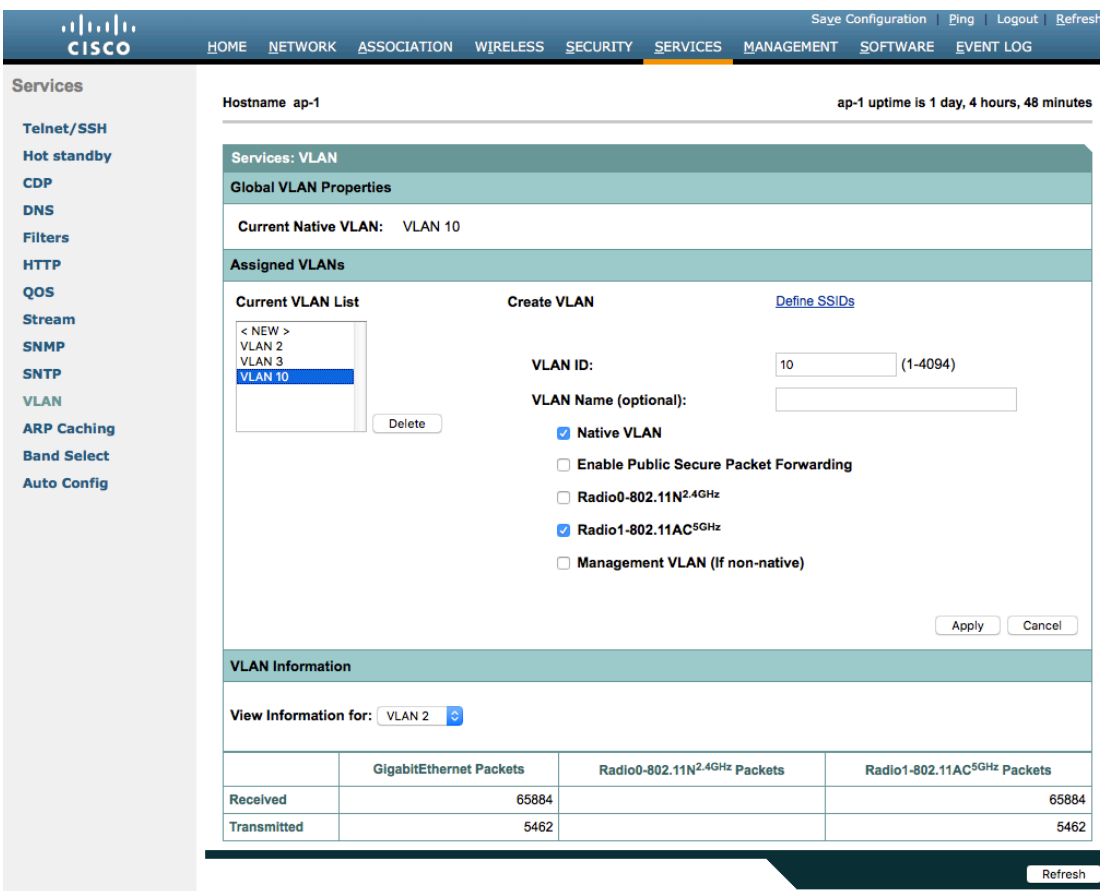 Save Configuration | Ping | Logout | Refresh
CISCO
HOME NETWORK ASSOCIATION WIRELESS SECURITY SERVICES MANAGEMENT SOFTWARE EVENT LOG
Services
Telnet/SSH
Hot standby
CDP
DNS
Filters
HTTP
QOS
Stream
SNMP
SNTP
VLAN
ARP Caching
Band Select
Auto Config
Hostname ap-1
ap-1 uptime is 1 day, 4 hours, 48 minutes
Services: VLAN
Global VLAN Properties
Current Native VLAN: VLAN 10
Assigned VLANs
Current VLAN List
< NEW >
VLAN 2
VLAN 3
VLAN 10
Delete
Create VLAN
Define SSIDs
VLAN ID: 10 (1-4094)
VLAN Name (optional):
Native VLAN
Enable Public Secure Packet Forwarding
Radio0-802.11N2.4GHz
Radio1-802.11AC5GHz
Management VLAN (If non-native)
Apply Cancel
VLAN Information
View Information for: VLAN 2
GigabitEthernet Packets Radio0-802.11N2.4GHz Packets Radio1-802.11AC5GHz Packets
Received 65884 65884
Transmitted 5462 5462
Refresh